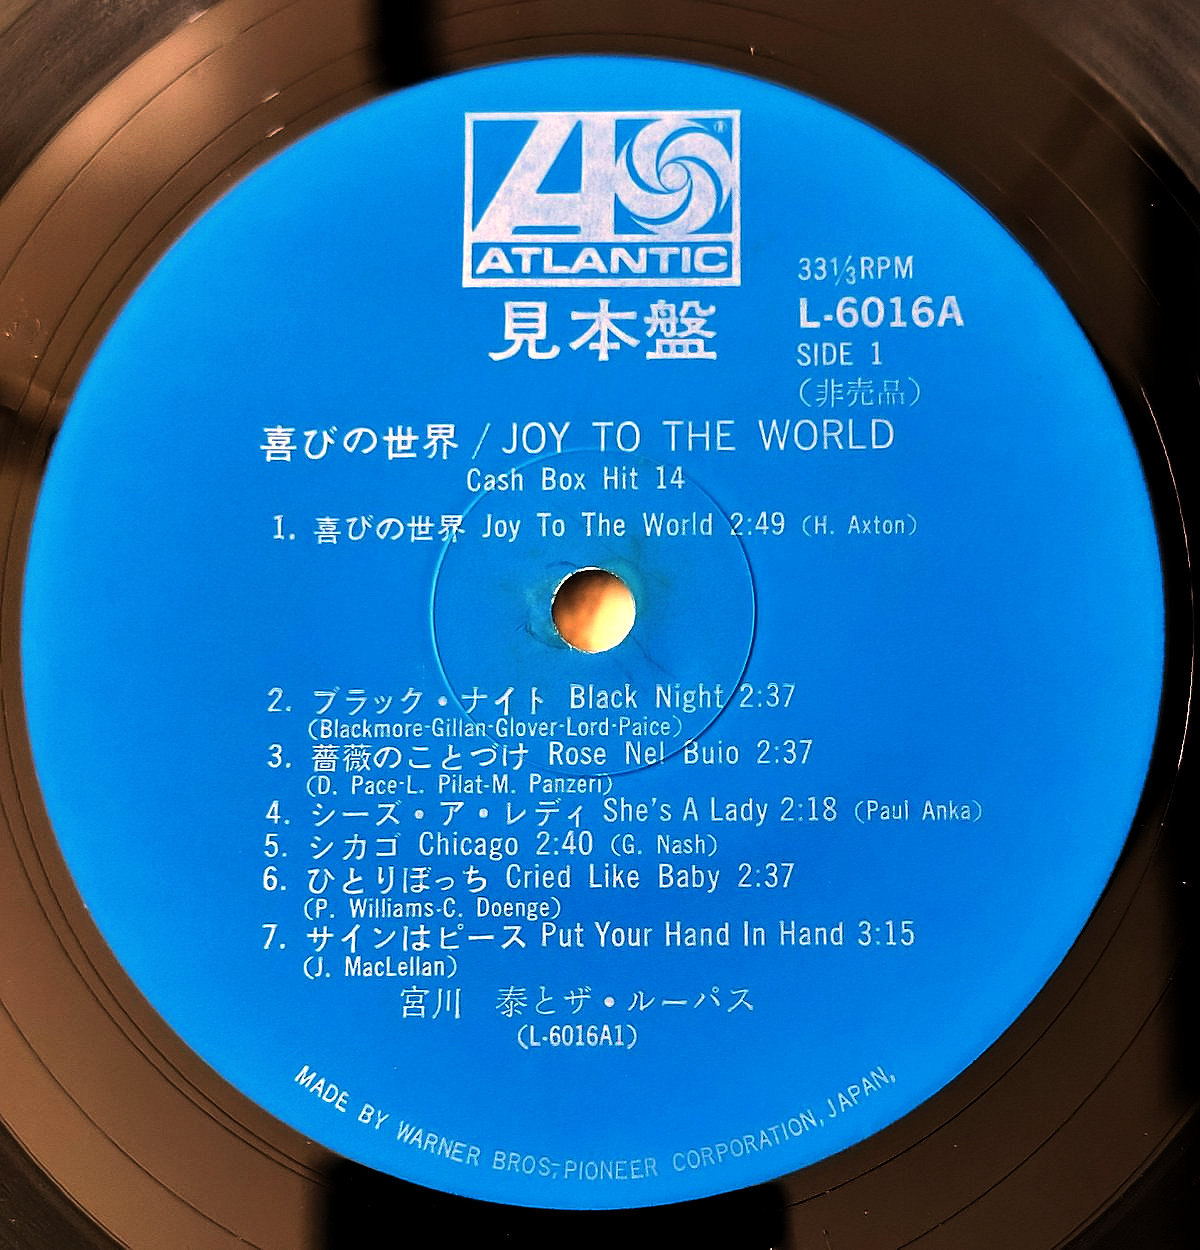 ATLANTIC
®
見本盤
33⅓RPM
L-6016A
SIDE 1
(非売品)
喜びの世界 / JOY TO THE WORLD
Cash Box Hit 14
1. 喜びの世界 Joy To The World 2:49 (H. Axton)
2. ブラック・ナイト Black Night 2:37
(Blackmore-Gillan-Glover-Lord-Paice)
3. 薔薇のことづけ Rose Nel Buio 2:37
(D. Pace-L. Pilat-M. Panzeri)
4. シーズ・ア・レディ She's A Lady 2:18 (Paul Anka)
5. シカゴ Chicago 2:40 (G. Nash)
6. ひとりぼっち Cried Like Baby 2:37
(P. Williams-C. Doenge)
7. サインはピース Put Your Hand In Hand 3:15
(J. MacLellan)
宮川 泰とザ・ルーパス
(L-6016A1)
MADE BY WARNER BROS.-PIONEER CORPORATION, JAPAN,